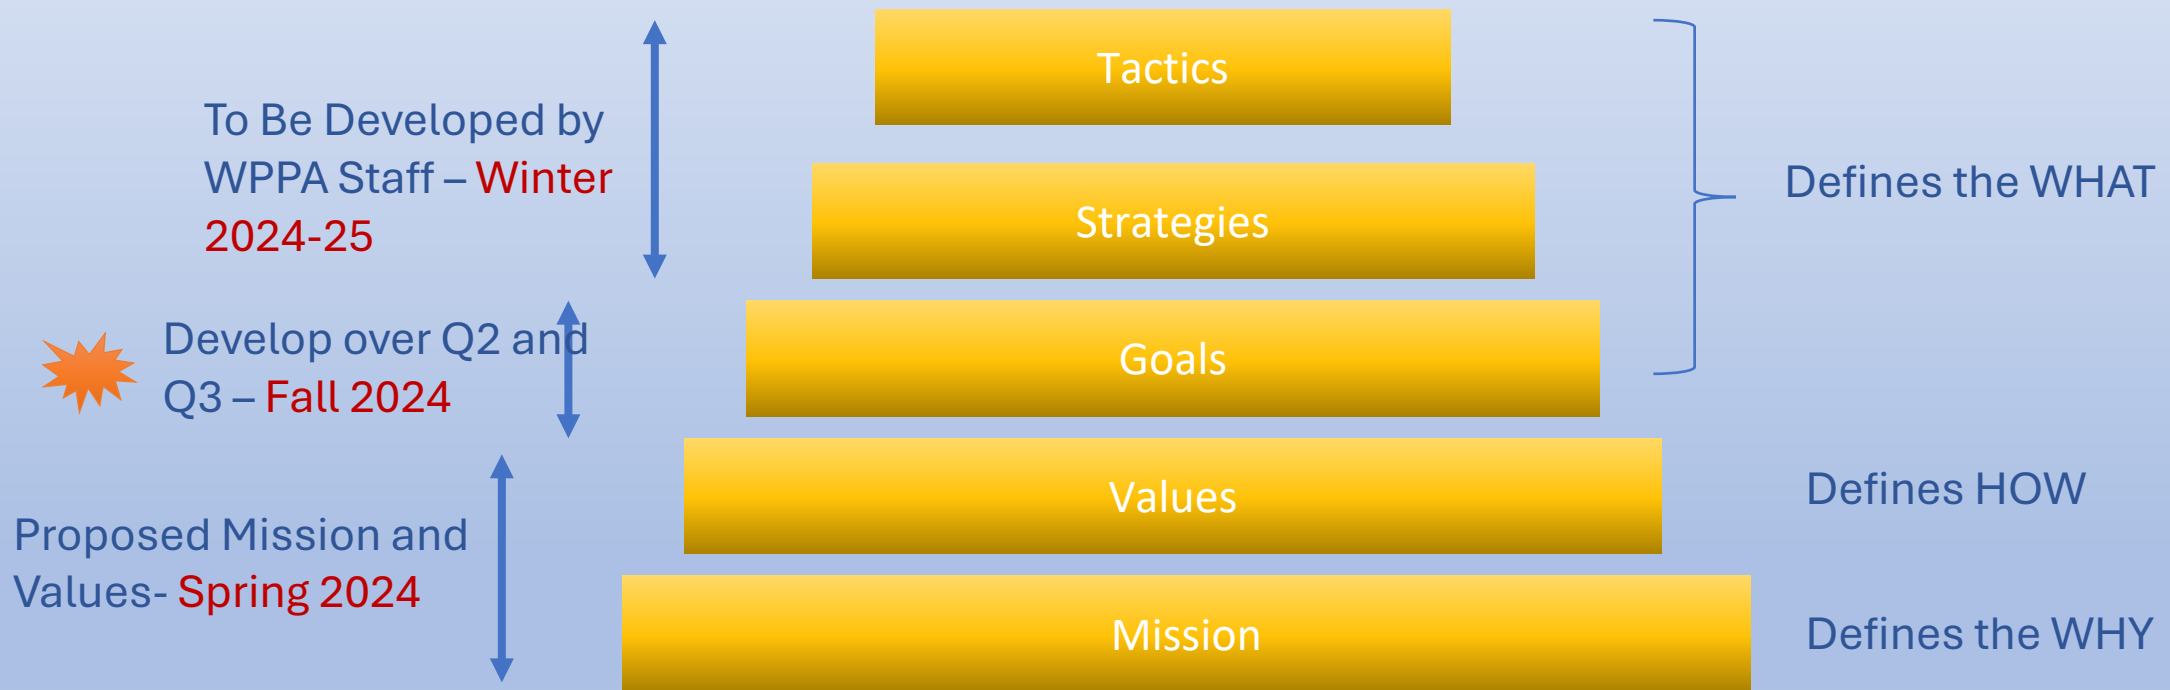 Tactics
To Be Developed by
WPPA Staff – Winter
2024-25
Defines the WHAT
Strategies
Develop over Q2 and
Q3 – Fall 2024
Goals
Values
Defines HOW
Proposed Mission and
Values- Spring 2024
Mission
Defines the WHY